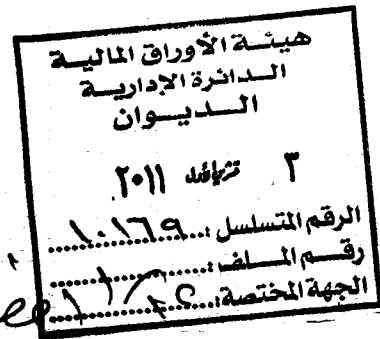 هيئة الأوراق المالية
الدائرة الإدارية
الديوان
٣ تشرين الأول ٢٠١١
الرقم المتسلسل: ١٠١٦٩
رقم الملف:
الجهة المختصة: